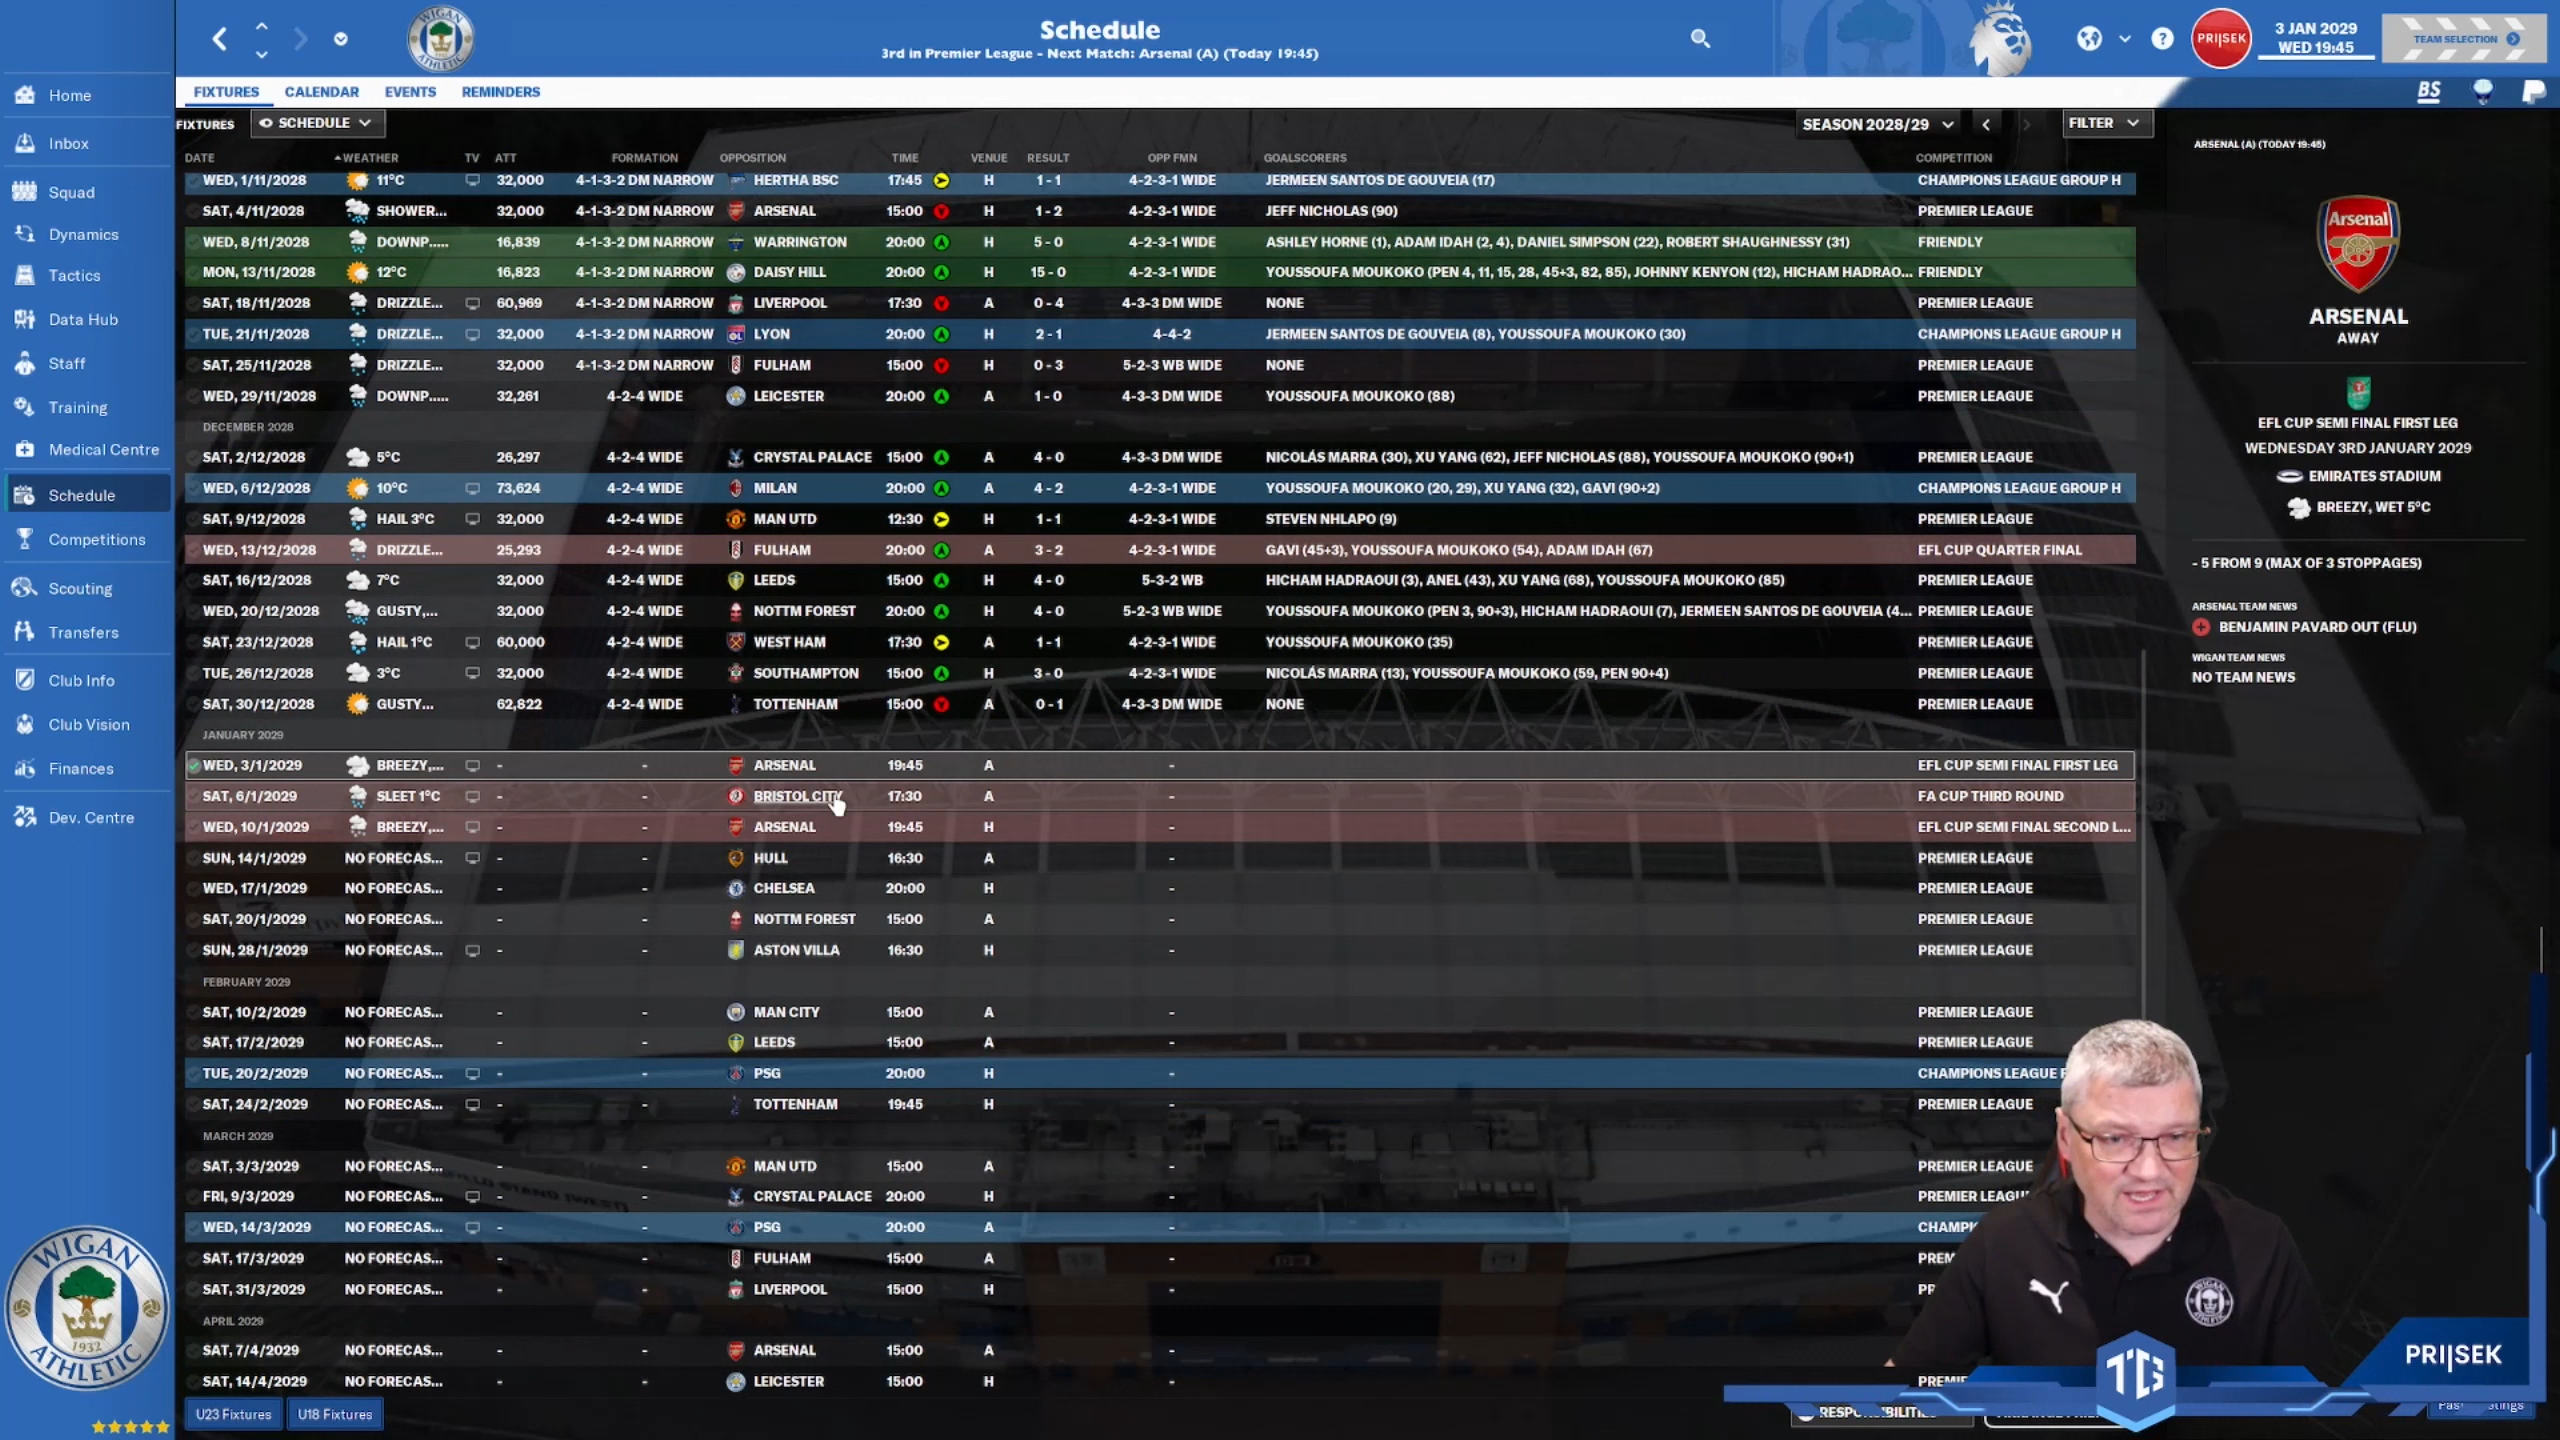 Schedule
3rd in Premier League - Next Match: Arsenal (A) (Today 19:45)
PRIJSEK
3 JAN 2029
WED 19:45
TEAM SELECTION
FIXTURES CALENDAR EVENTS REMINDERS
BS
FIXTURES SCHEDULE SEASON 2028/29 FILTER
DATE WEATHER TV ATT FORMATION OPPOSITION TIME VENUE RESULT OPP FMN GOALSCORERS COMPETITION
WED, 1/11/2028 11°C 32,000 4-1-3-2 DM NARROW HERTHA BSC 17:45 H 1 - 1 4-2-3-1 WIDE JERMEEN SANTOS DE GOUVEIA (17) CHAMPIONS LEAGUE GROUP H
SAT, 4/11/2028 SHOWER... 32,000 4-1-3-2 DM NARROW ARSENAL 15:00 H 1 - 2 4-2-3-1 WIDE JEFF NICHOLAS (90) PREMIER LEAGUE
WED, 8/11/2028 DOWNP..... 16,839 4-1-3-2 DM NARROW WARRINGTON 20:00 H 5 - 0 4-2-3-1 WIDE ASHLEY HORNE (1), ADAM IDAH (2, 4), DANIEL SIMPSON (22), ROBERT SHAUGHNESSY (31) FRIENDLY
MON, 13/11/2028 12°C 16,823 4-1-3-2 DM NARROW DAISY HILL 20:00 H 15 - 0 4-2-3-1 WIDE YOUSSOUFA MOUKOKO (PEN 4, 11, 15, 28, 45+3, 82, 85), JOHNNY KENYON (12), HICHAM HADRAO... FRIENDLY
SAT, 18/11/2028 DRIZZLE... 60,969 4-1-3-2 DM NARROW LIVERPOOL 17:30 A 0 - 4 4-3-3 DM WIDE NONE PREMIER LEAGUE
TUE, 21/11/2028 DRIZZLE... 32,000 4-1-3-2 DM NARROW LYON 20:00 H 2 - 1 4-4-2 JERMEEN SANTOS DE GOUVEIA (8), YOUSSOUFA MOUKOKO (30) CHAMPIONS LEAGUE GROUP H
SAT, 25/11/2028 DRIZZLE... 32,000 4-1-3-2 DM NARROW FULHAM 15:00 H 0 - 3 5-2-3 WB WIDE NONE PREMIER LEAGUE
WED, 29/11/2028 DOWNP..... 32,261 4-2-4 WIDE LEICESTER 20:00 A 1 - 0 4-3-3 DM WIDE YOUSSOUFA MOUKOKO (88) PREMIER LEAGUE
DECEMBER 2028
SAT, 2/12/2028 5°C 26,297 4-2-4 WIDE CRYSTAL PALACE 15:00 A 4 - 0 4-3-3 DM WIDE NICOLÁS MARRA (30), XU YANG (62), JEFF NICHOLAS (88), YOUSSOUFA MOUKOKO (90+1) PREMIER LEAGUE
WED, 6/12/2028 10°C 73,624 4-2-4 WIDE MILAN 20:00 A 4 - 2 4-2-3-1 WIDE YOUSSOUFA MOUKOKO (20, 29), XU YANG (32), GAVI (90+2) CHAMPIONS LEAGUE GROUP H
SAT, 9/12/2028 HAIL 3°C 32,000 4-2-4 WIDE MAN UTD 12:30 H 1 - 1 4-2-3-1 WIDE STEVEN NHLAPO (9) PREMIER LEAGUE
WED, 13/12/2028 DRIZZLE... 25,293 4-2-4 WIDE FULHAM 20:00 A 3 - 2 4-2-3-1 WIDE GAVI (45+3), YOUSSOUFA MOUKOKO (54), ADAM IDAH (67) EFL CUP QUARTER FINAL
SAT, 16/12/2028 7°C 32,000 4-2-4 WIDE LEEDS 15:00 H 4 - 0 5-3-2 WB HICHAM HADRAOUI (3), ANEL (43), XU YANG (68), YOUSSOUFA MOUKOKO (85) PREMIER LEAGUE
WED, 20/12/2028 GUSTY,... 32,000 4-2-4 WIDE NOTTM FOREST 20:00 H 4 - 0 5-2-3 WB WIDE YOUSSOUFA MOUKOKO (PEN 3, 90+3), HICHAM HADRAOUI (7), JERMEEN SANTOS DE GOUVEIA (4... PREMIER LEAGUE
SAT, 23/12/2028 HAIL 1°C 60,000 4-2-4 WIDE WEST HAM 17:30 A 1 - 1 4-2-3-1 WIDE YOUSSOUFA MOUKOKO (35) PREMIER LEAGUE
TUE, 26/12/2028 3°C 32,000 4-2-4 WIDE SOUTHAMPTON 15:00 H 3 - 0 4-2-3-1 WIDE NICOLÁS MARRA (13), YOUSSOUFA MOUKOKO (59, PEN 90+4) PREMIER LEAGUE
SAT, 30/12/2028 GUSTY... 62,822 4-2-4 WIDE TOTTENHAM 15:00 A 0 - 1 4-3-3 DM WIDE NONE PREMIER LEAGUE
JANUARY 2029
WED, 3/1/2029 BREEZY,... - - ARSENAL 19:45 A - EFL CUP SEMI FINAL FIRST LEG
SAT, 6/1/2029 SLEET 1°C - - BRISTOL CITY 17:30 A - FA CUP THIRD ROUND
WED, 10/1/2029 BREEZY,... - - ARSENAL 19:45 H - EFL CUP SEMI FINAL SECOND L...
SUN, 14/1/2029 NO FORECAS... - - HULL 16:30 A - PREMIER LEAGUE
WED, 17/1/2029 NO FORECAS... - - CHELSEA 20:00 H - PREMIER LEAGUE
SAT, 20/1/2029 NO FORECAS... - - NOTTM FOREST 15:00 A - PREMIER LEAGUE
SUN, 28/1/2029 NO FORECAS... - - ASTON VILLA 16:30 H - PREMIER LEAGUE
FEBRUARY 2029
SAT, 10/2/2029 NO FORECAS... - - MAN CITY 15:00 A - PREMIER LEAGUE
SAT, 17/2/2029 NO FORECAS... - - LEEDS 15:00 A - PREMIER LEAGUE
TUE, 20/2/2029 NO FORECAS... - - PSG 20:00 H - CHAMPIONS LEAGUE
SAT, 24/2/2029 NO FORECAS... - - TOTTENHAM 19:45 H - PREMIER LEAGUE
MARCH 2029
SAT, 3/3/2029 NO FORECAS... - - MAN UTD 15:00 A - PREMIER LEAGUE
FRI, 9/3/2029 NO FORECAS... - - CRYSTAL PALACE 20:00 H - PREMIER LEAGU
WED, 14/3/2029 NO FORECAS... - - PSG 20:00 A - CHAMP
SAT, 17/3/2029 NO FORECAS... - - FULHAM 15:00 A - PREM
SAT, 31/3/2029 NO FORECAS... - - LIVERPOOL 15:00 H - PR
APRIL 2029
SAT, 7/4/2029 NO FORECAS... - - ARSENAL 15:00 A -
SAT, 14/4/2029 NO FORECAS... - - LEICESTER 15:00 H - PREMI
U23 Fixtures U18 Fixtures
Home
Inbox
Squad
Dynamics
Tactics
Data Hub
Staff
Training
Medical Centre
Schedule
Competitions
Scouting
Transfers
Club Info
Club Vision
Finances
Dev. Centre
WIGAN
1932
ATHLETIC
ARSENAL (A) (TODAY 19:45)
Arsenal
ARSENAL
AWAY
EFL CUP SEMI FINAL FIRST LEG
WEDNESDAY 3RD JANUARY 2029
EMIRATES STADIUM
BREEZY, WET 5°C
- 5 FROM 9 (MAX OF 3 STOPPAGES)
ARSENAL TEAM NEWS
BENJAMIN PAVARD OUT (FLU)
WIGAN TEAM NEWS
NO TEAM NEWS
PRIJSEK